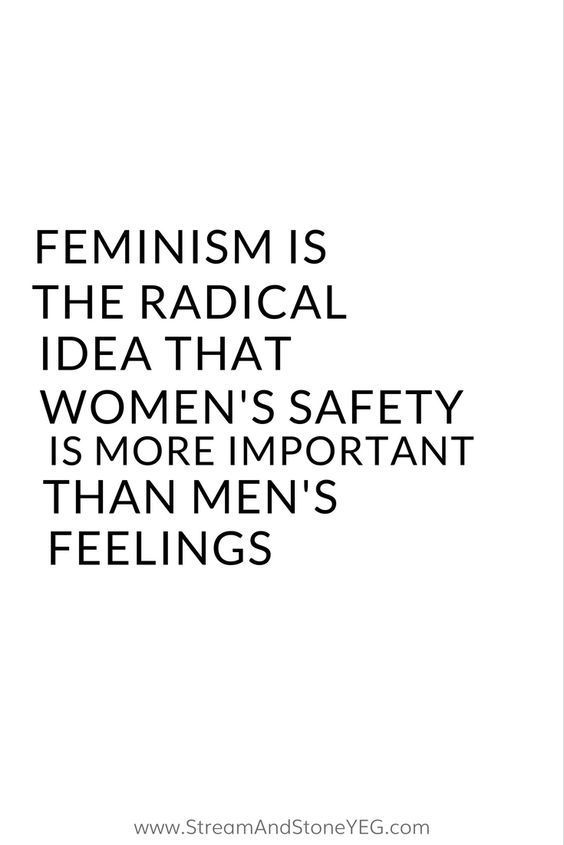 FEMINISM IS
THE RADICAL
IDEA THAT
WOMEN'S SAFETY
IS MORE IMPORTANT
THAN MEN'S
FEELINGS
www.StreamAndStoneYEG.com